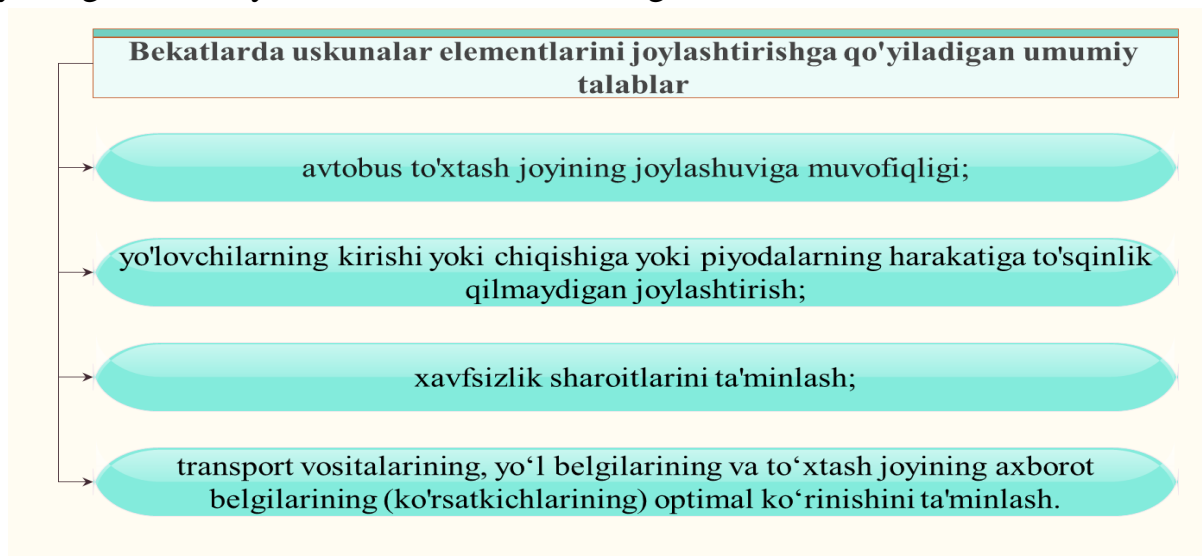 Bekatlarda uskunalar elementlarini joylashtirishga qo'yiladigan umumiy
talablar
avtobus to'xtash joyining joylashuviga muvofiqligi;
yo'lovchilarning kirishi yoki chiqishiga yoki piyodalarning harakatiga to'sqinlik
qilmaydigan joylashtirish;
xavfsizlik sharoitlarini ta'minlash;
transport vositalarining, yo‘l belgilarining va to‘xtash joyining axborot
belgilarining (ko'rsatkichlarining) optimal ko‘rinishini ta'minlash.